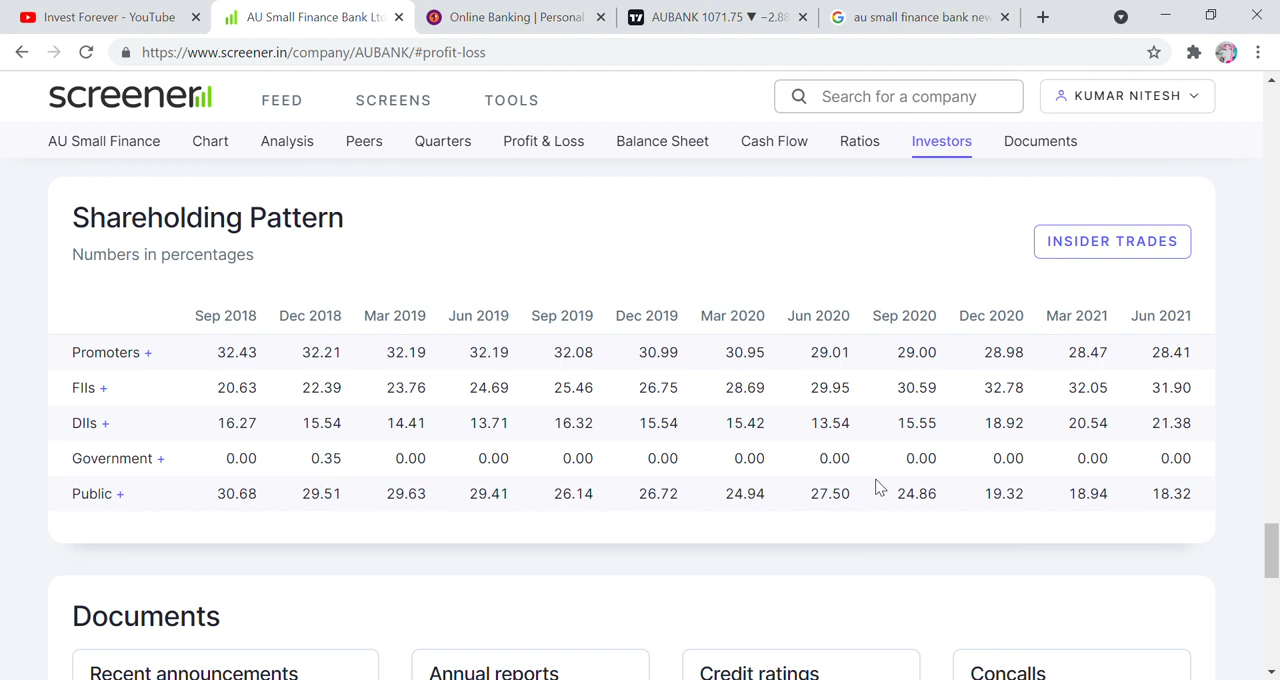 Invest Forever - YouTube AU Small Finance Bank Ltd Online Banking | Personal AUBANK 1071.75 ▼ −2.88 au small finance bank new
https://www.screener.in/company/AUBANK/#profit-loss
screener FEED SCREENS TOOLS Search for a company KUMAR NITESH
AU Small Finance Chart Analysis Peers Quarters Profit & Loss Balance Sheet Cash Flow Ratios Investors Documents
Shareholding Pattern
Numbers in percentages
INSIDER TRADES
Sep 2018 Dec 2018 Mar 2019 Jun 2019 Sep 2019 Dec 2019 Mar 2020 Jun 2020 Sep 2020 Dec 2020 Mar 2021 Jun 2021
Promoters + 32.43 32.21 32.19 32.19 32.08 30.99 30.95 29.01 29.00 28.98 28.47 28.41
FIIs + 20.63 22.39 23.76 24.69 25.46 26.75 28.69 29.95 30.59 32.78 32.05 31.90
DIIs + 16.27 15.54 14.41 13.71 16.32 15.54 15.42 13.54 15.55 18.92 20.54 21.38
Government + 0.00 0.35 0.00 0.00 0.00 0.00 0.00 0.00 0.00 0.00 0.00 0.00
Public + 30.68 29.51 29.63 29.41 26.14 26.72 24.94 27.50 24.86 19.32 18.94 18.32
Documents
Recent announcements Annual reports Credit ratings Concalls